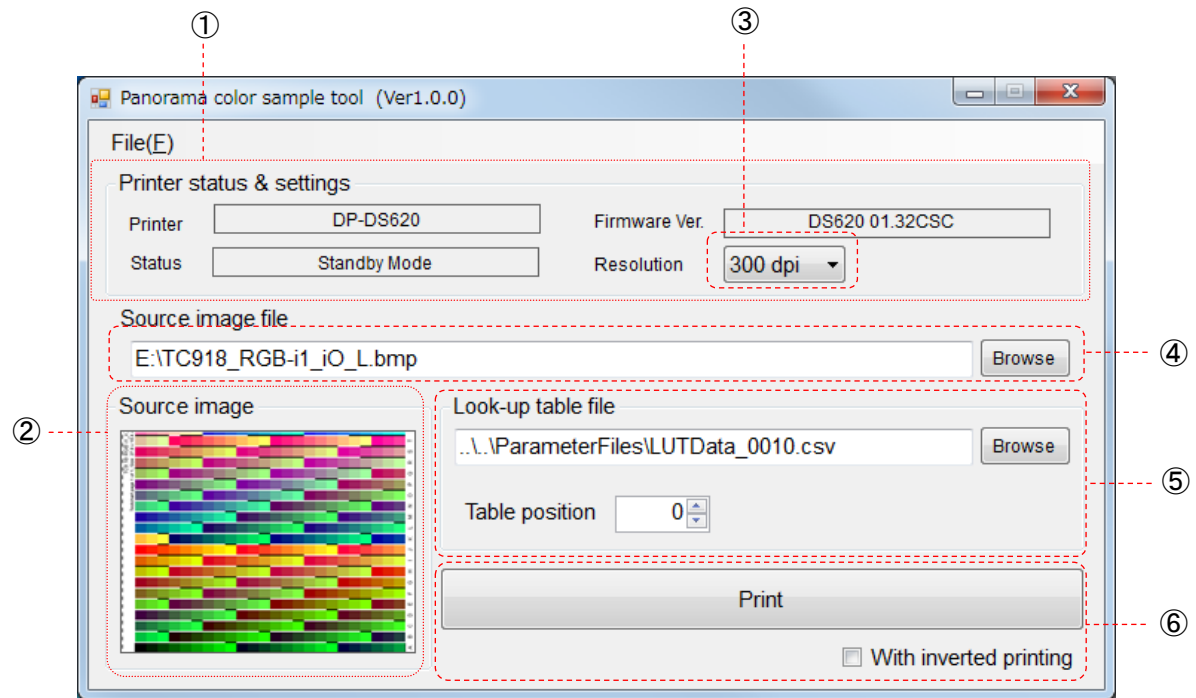 ① ③
Panorama color sample tool (Ver1.0.0)
File(F)
Printer status & settings
Printer DP-DS620 Firmware Ver. DS620 01.32CSC
Status Standby Mode Resolution 300 dpi
Source image file
E:\TC918_RGB-i1_iO_L.bmp Browse ④
Source image Look-up table file
②
..\..\ParameterFiles\LUTData_0010.csv Browse
⑤
Table position 0
Print
⑥
With inverted printing